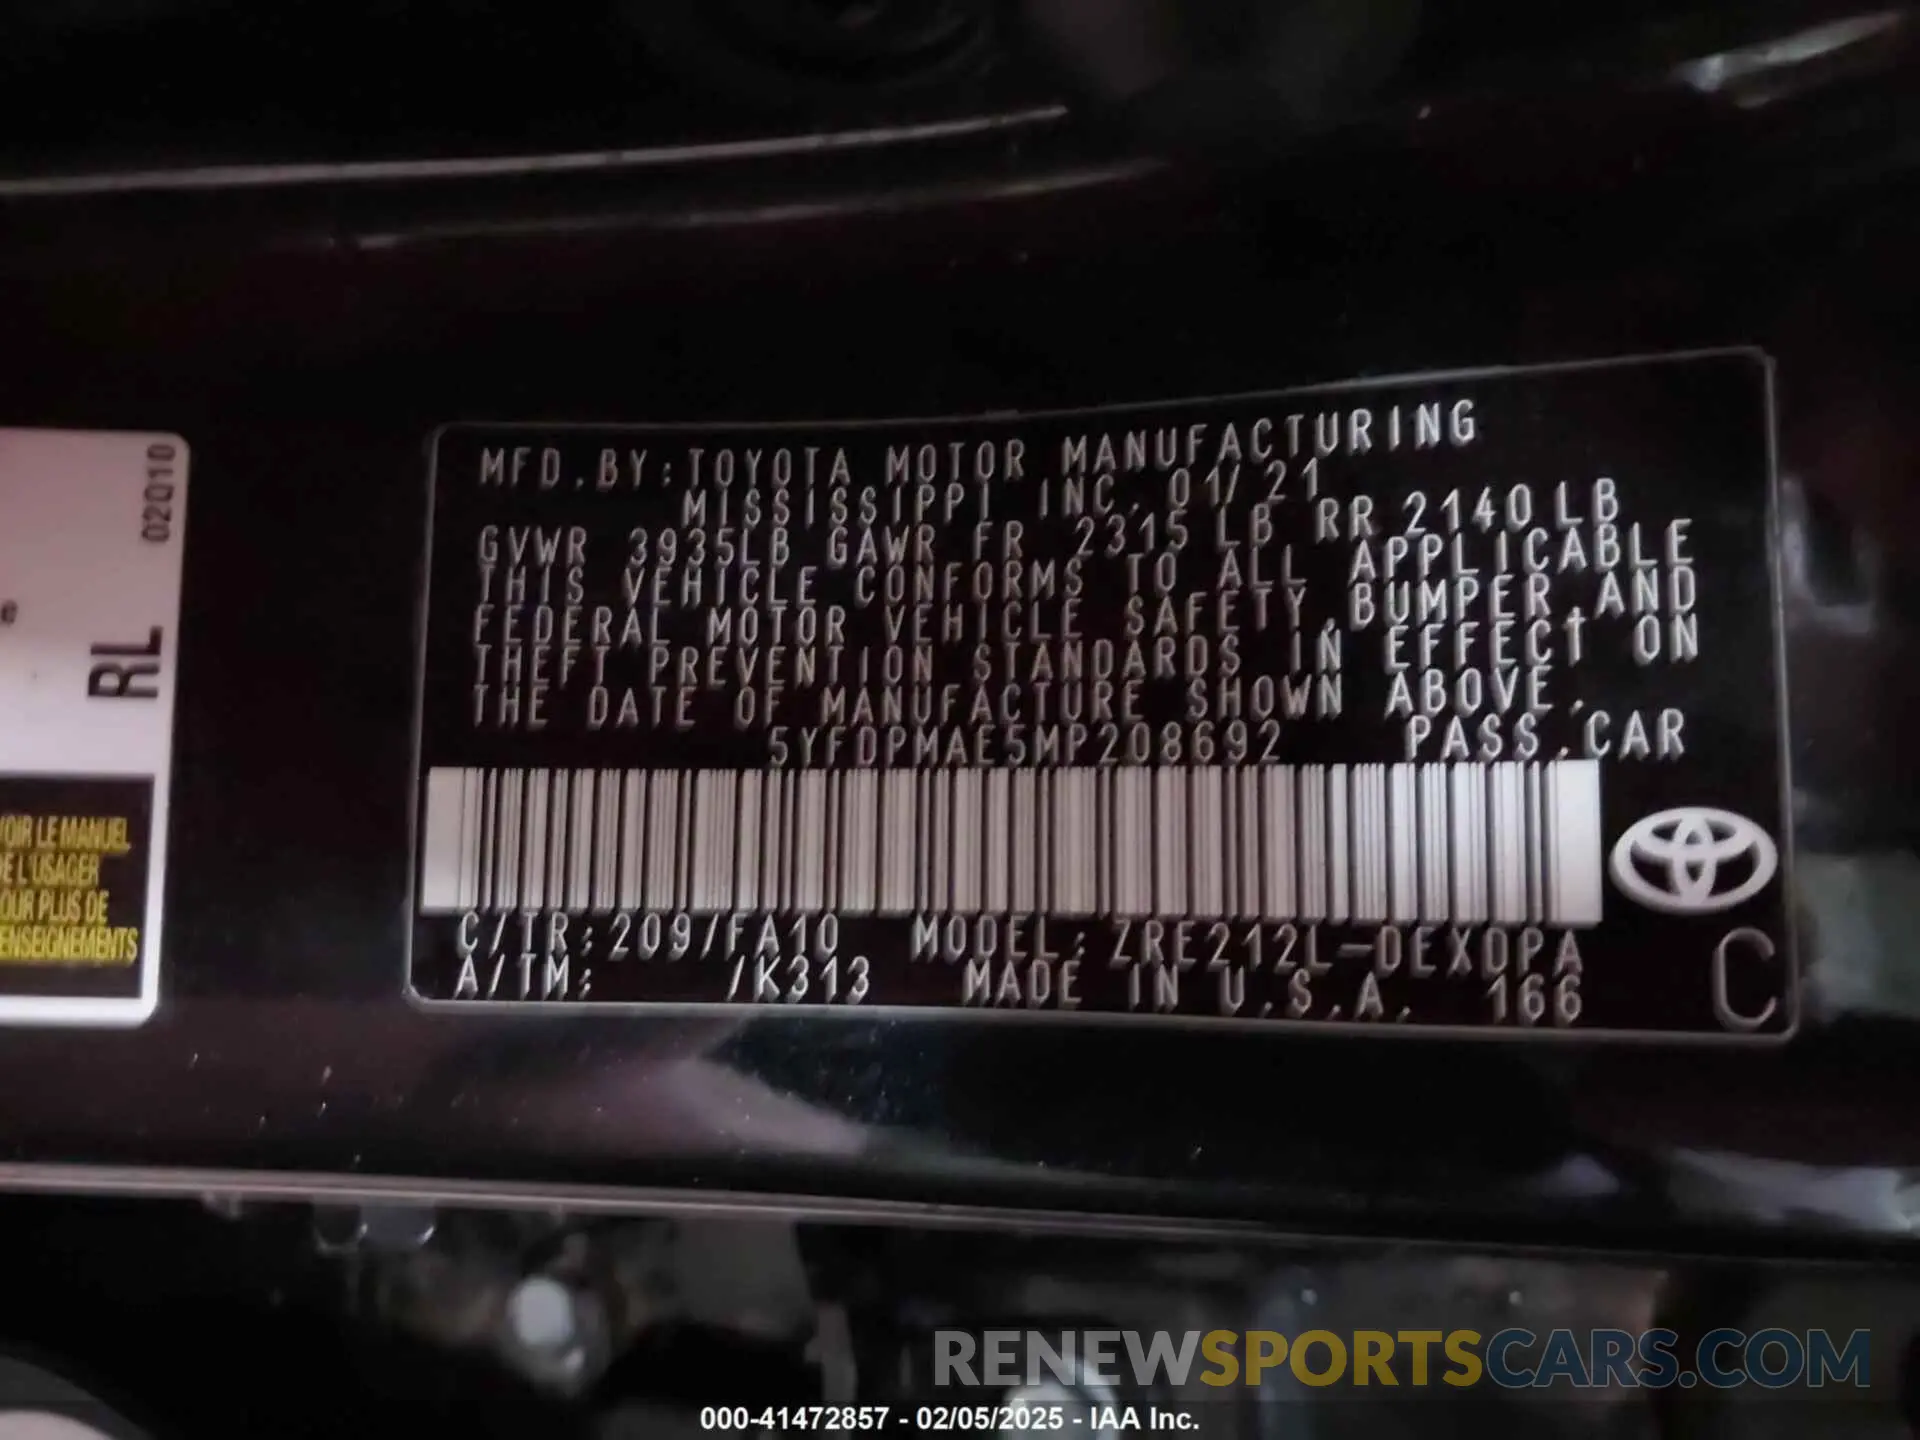 02010
e
RL
VOIR LE MANUEL
DE L'USAGER
POUR PLUS DE
RENSEIGNEMENTS
MFD.BY:TOYOTA MOTOR MANUFACTURING
MISSISSIPPI INC. 01/21
GVWR 3935LB GAWR FR 2315 LB RR 2140 LB
THIS VEHICLE CONFORMS TO ALL APPLICABLE
FEDERAL MOTOR VEHICLE SAFETY,BUMPER,AND
THEFT PREVENTION STANDARDS IN EFFECT ON
THE DATE OF MANUFACTURE SHOWN ABOVE.
5YFDPMAE5MP208692 PASS.CAR
C/TR:209/FA10 MODEL:ZRE212L-DEXDPA
A/TM: /K313 MADE IN U.S.A. 166
C
RENEWSPORTSCARS.COM
000-41472857 - 02/05/2025 - IAA Inc.